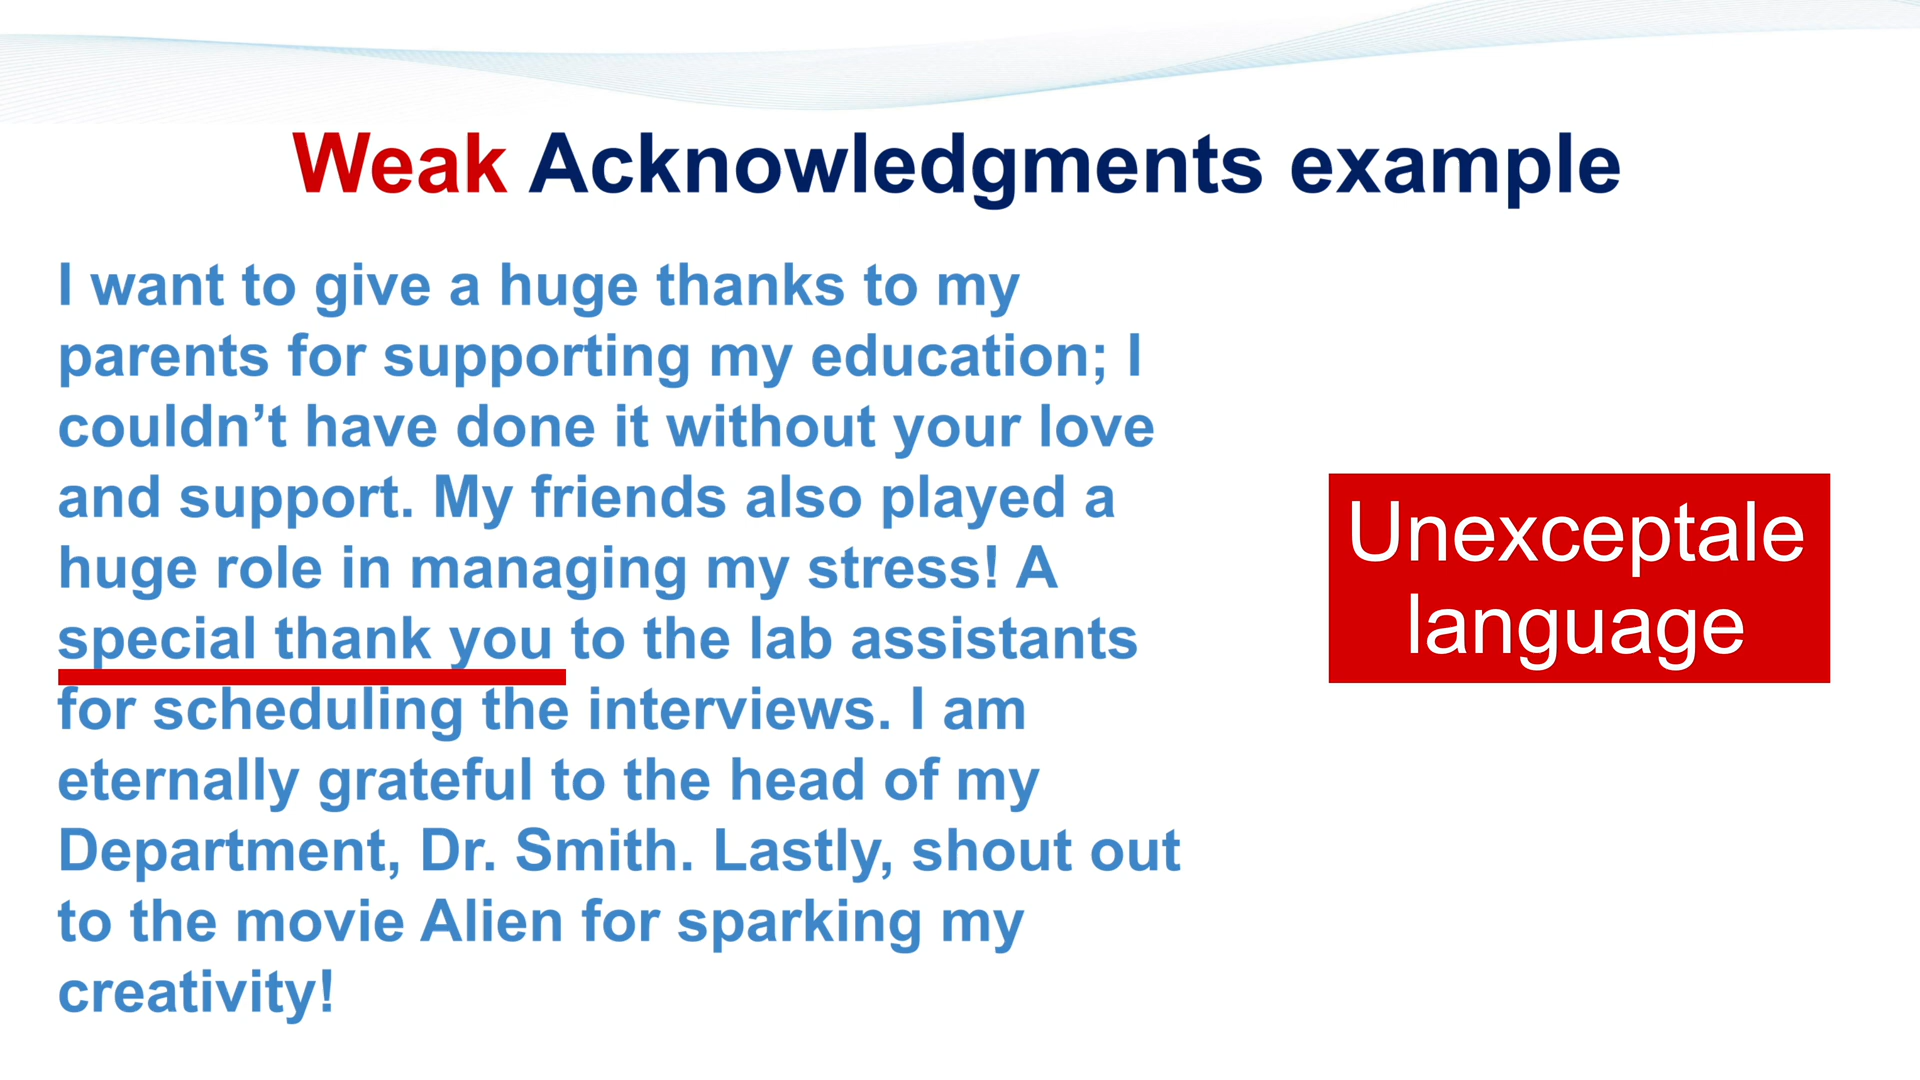 Weak Acknowledgments example
I want to give a huge thanks to my
parents for supporting my education; I
couldn’t have done it without your love
and support. My friends also played a
huge role in managing my stress! A
special thank you to the lab assistants
for scheduling the interviews. I am
eternally grateful to the head of my
Department, Dr. Smith. Lastly, shout out
to the movie Alien for sparking my
creativity!
Unexceptale
language